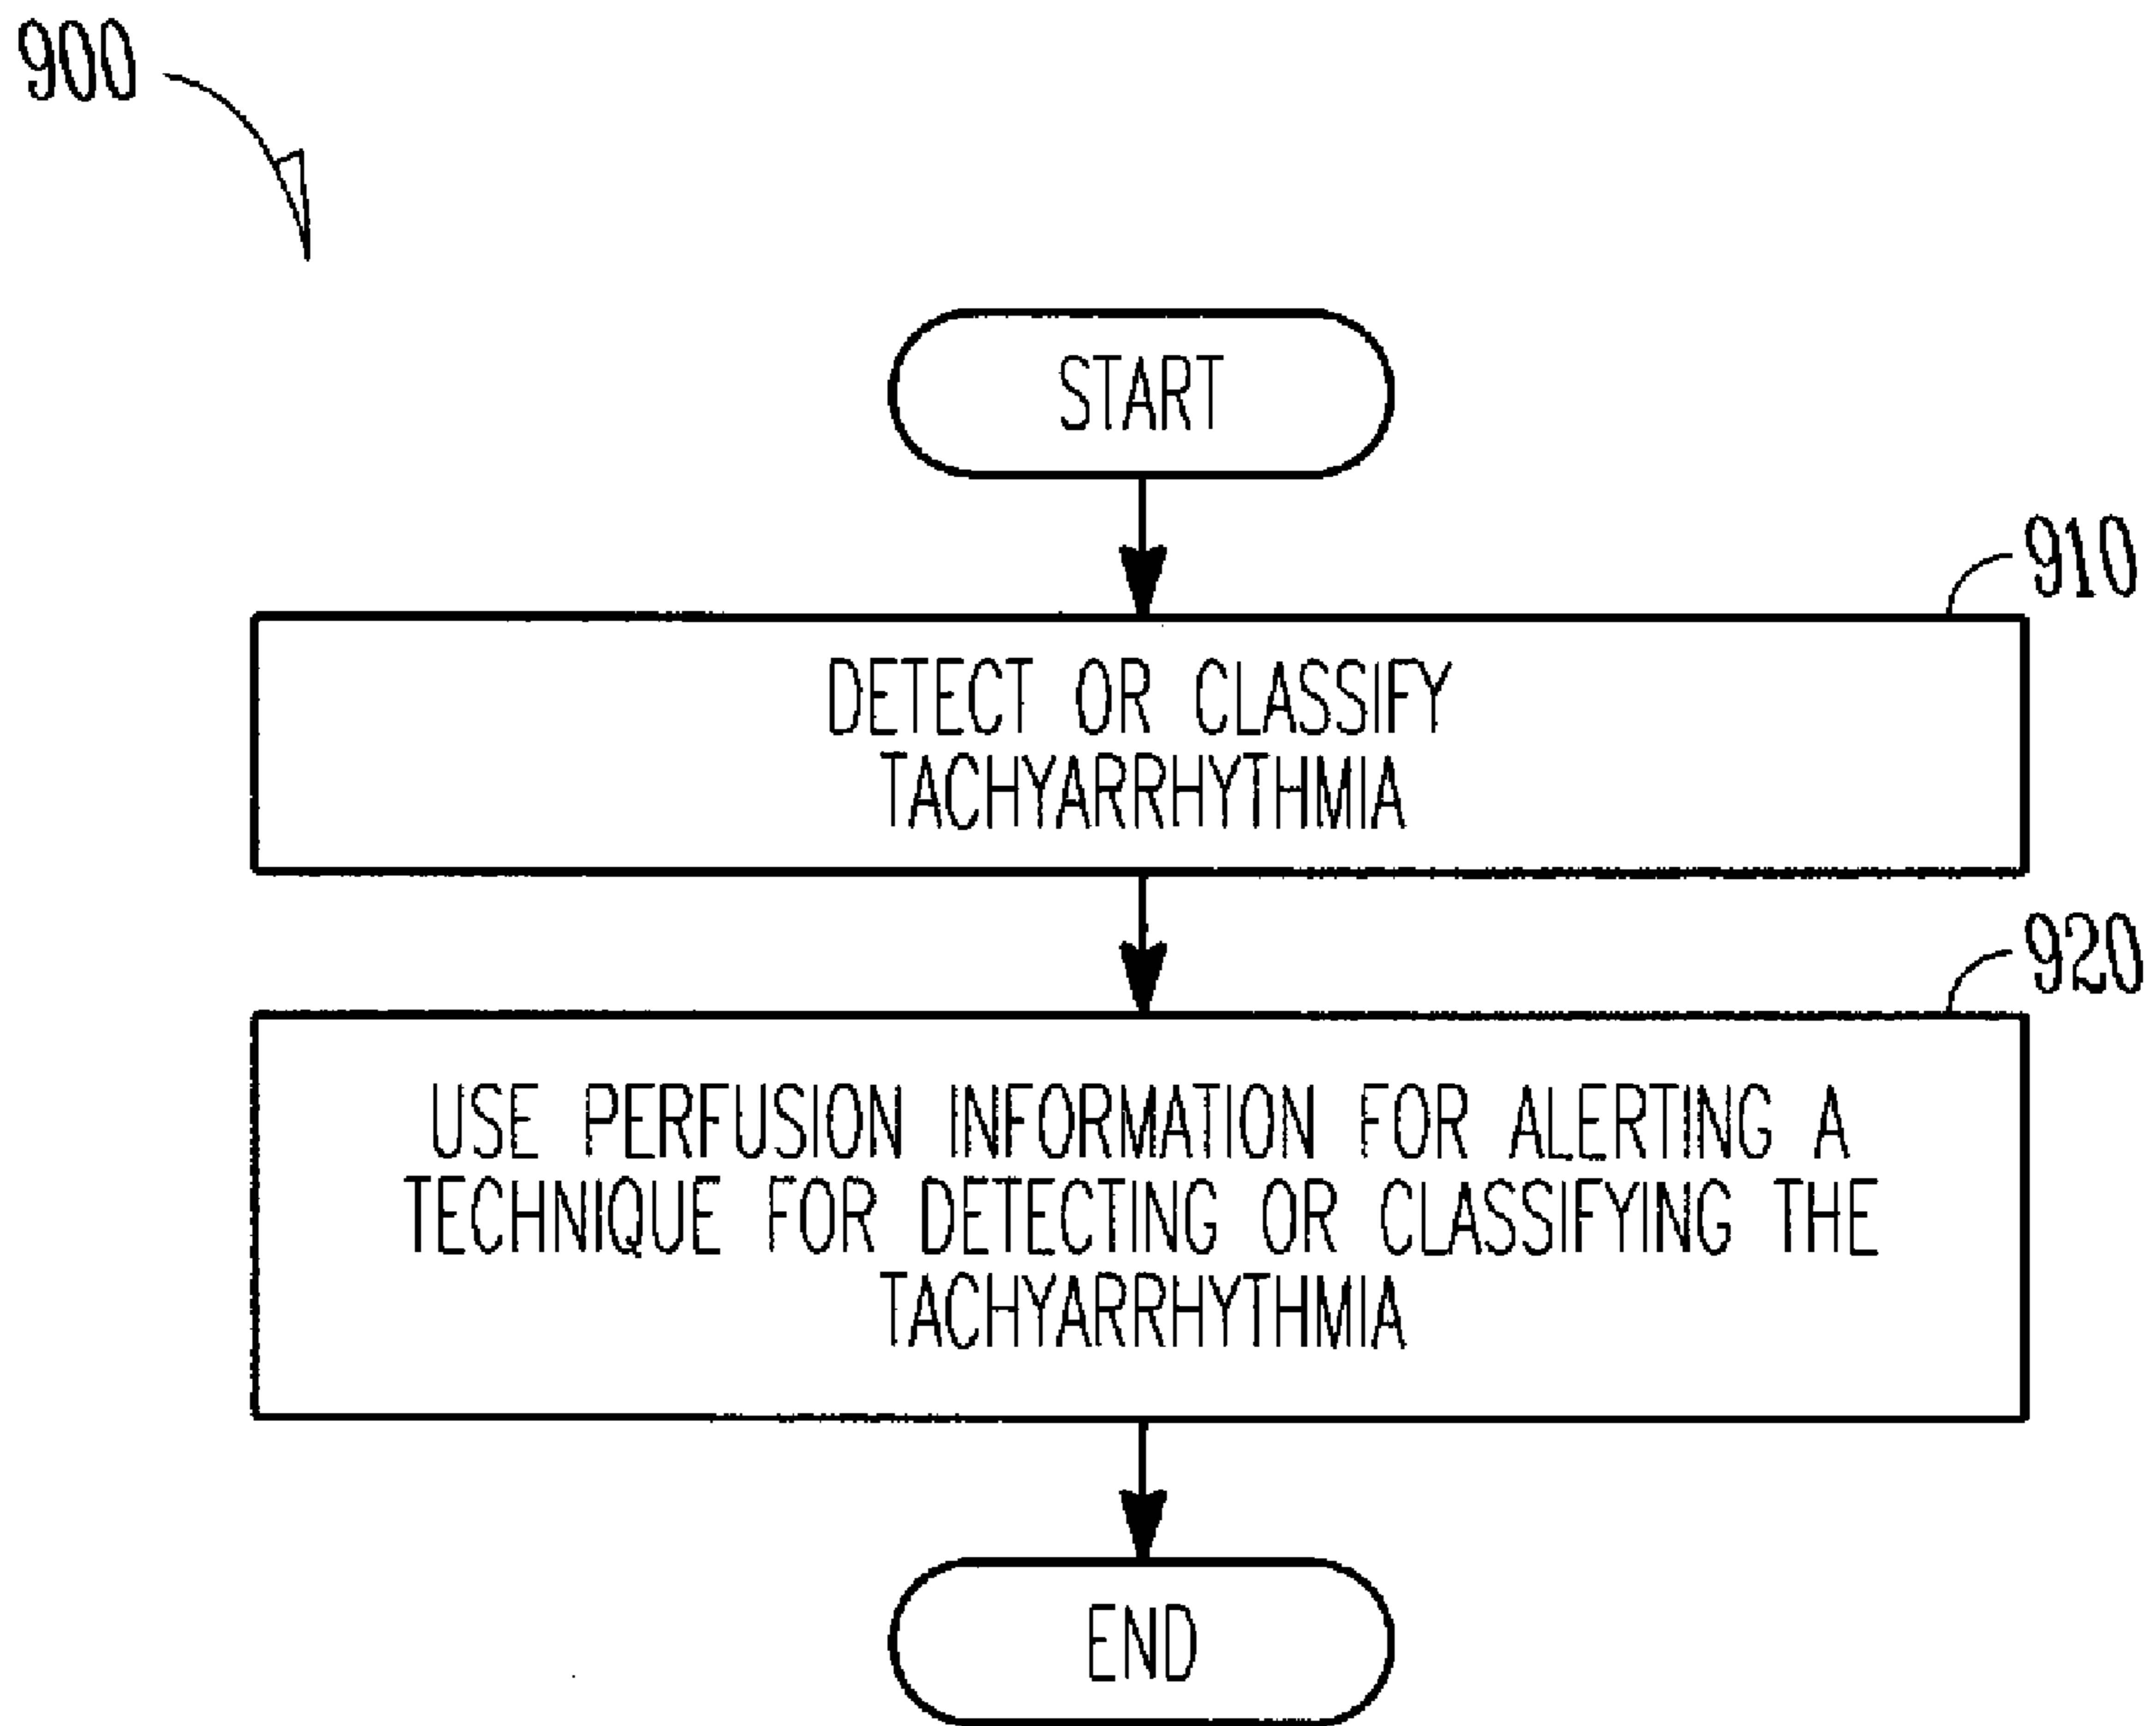 900
START
910
DETECT OR CLASSIFY
TACHYARRHYTHMIA
920
USE PERFUSION INFORMATION FOR ALERTING A
TECHNIQUE FOR DETECTING OR CLASSIFYING THE
TACHYARRHYTHMIA
END